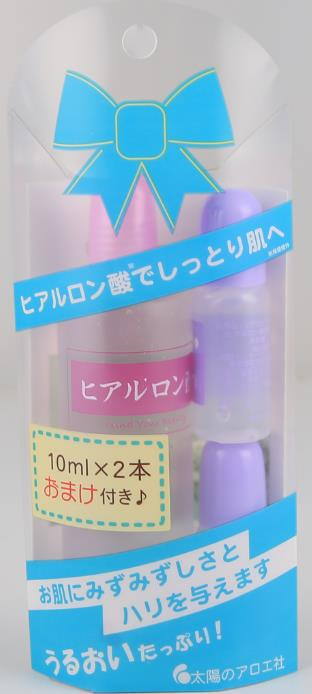 ヒアルロン酸でしっとり肌へ
ヒアルロン
10ml×2本
おまけ付き♪
お肌にみずみずしさと
ハリを与えます
うるおいたっぷり!
太陽のアロエ社